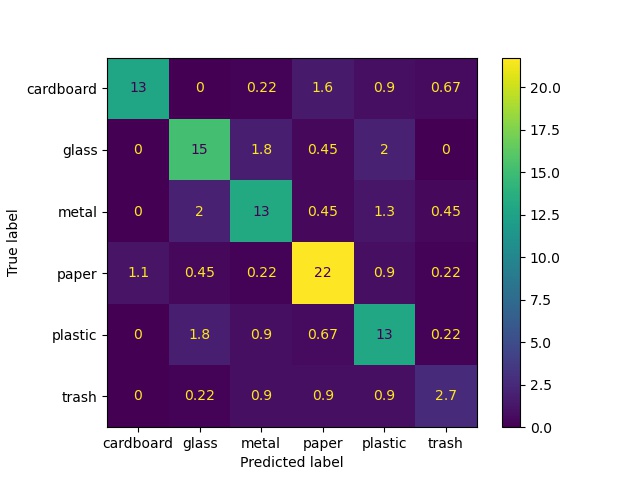 cardboard 13 0 0.22 1.6 0.9 0.67
glass 0 15 1.8 0.45 2 0
metal 0 2 13 0.45 1.3 0.45
paper 1.1 0.45 0.22 22 0.9 0.22
plastic 0 1.8 0.9 0.67 13 0.22
trash 0 0.22 0.9 0.9 0.9 2.7
cardboard glass metal paper plastic trash
Predicted label
True label
20.0
17.5
15.0
12.5
10.0
7.5
5.0
2.5
0.0